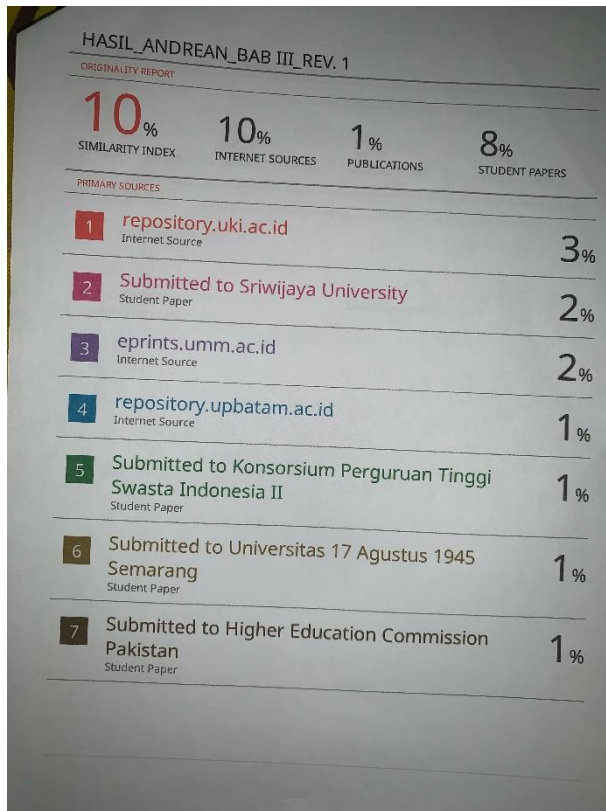 HASIL_ANDREAN_BAB III_REV. 1
ORIGINALITY REPORT
10%
SIMILARITY INDEX
10%
INTERNET SOURCES
1%
PUBLICATIONS
8%
STUDENT PAPERS
PRIMARY SOURCES
1
repository.uki.ac.id
Internet Source
3%
2
Submitted to Sriwijaya University
Student Paper
2%
3
eprints.umm.ac.id
Internet Source
2%
4
repository.upbatam.ac.id
Internet Source
1%
5
Submitted to Konsorsium Perguruan Tinggi
Swasta Indonesia II
Student Paper
1%
6
Submitted to Universitas 17 Agustus 1945
Semarang
Student Paper
1%
7
Submitted to Higher Education Commission
Pakistan
Student Paper
1%